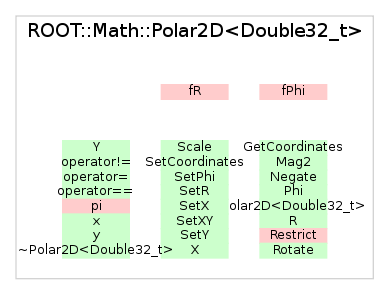 ROOT::Math::Polar2D<Double32_t>
fR fPhi
Y Scale GetCoordinates
operator!= SetCoordinates Mag2
operator= SetPhi Negate
operator== SetR Phi
pi SetX olar2D<Double32_t>
x SetXY R
y SetY Restrict
~Polar2D<Double32_t> X Rotate